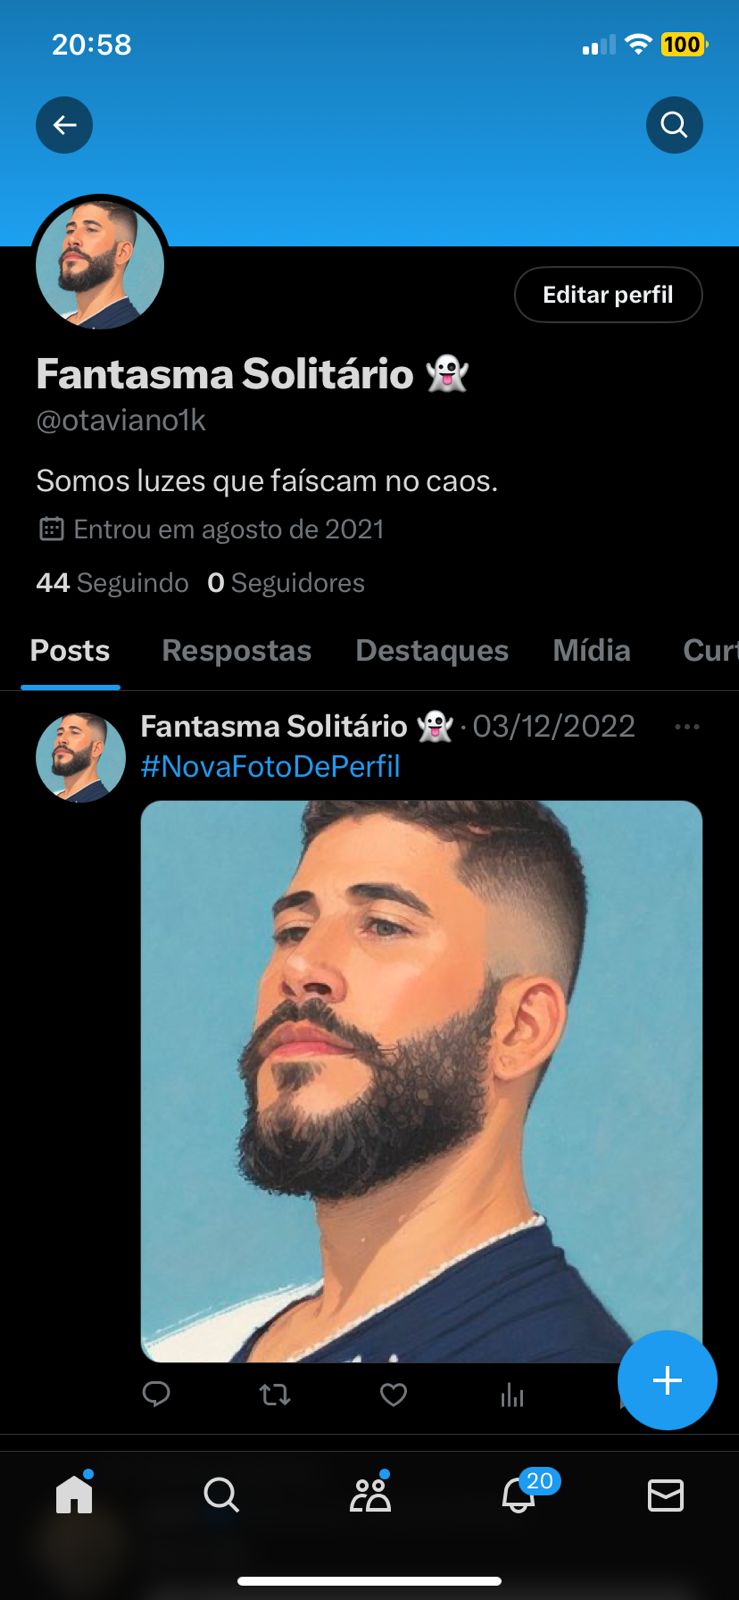 20:58
100
Editar perfil
Fantasma Solitário 👻
@otaviano1k
Somos luzes que faíscam no caos.
Entrou em agosto de 2021
44 Seguindo 0 Seguidores
Posts Respostas Destaques Mídia Curt
Fantasma Solitário 👻 · 03/12/2022
#NovaFotoDePerfil
20